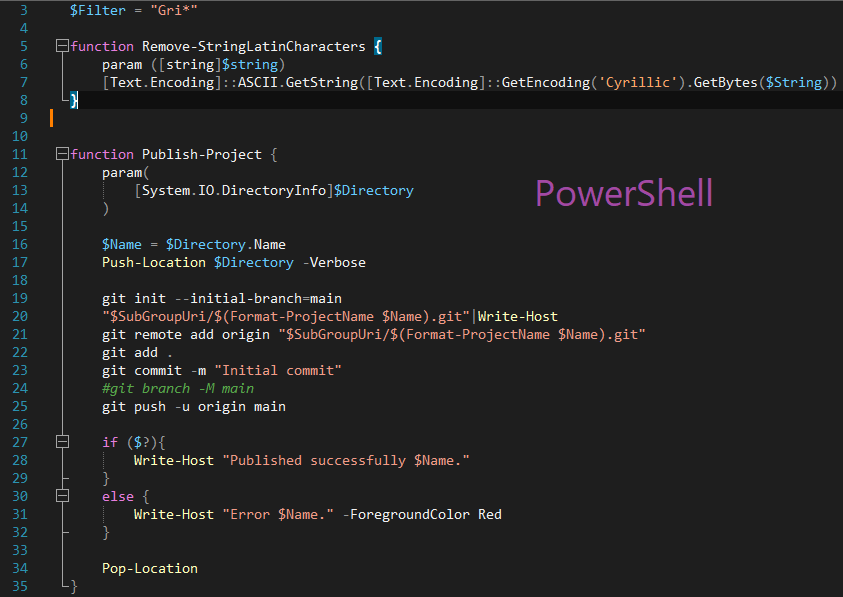 3 $Filter = "Gri*"
4
5 function Remove-StringLatinCharacters {
6 param ([string]$string)
7 [Text.Encoding]::ASCII.GetString([Text.Encoding]::GetEncoding('Cyrillic').GetBytes($String))
8 }
9
10
11 function Publish-Project {
12 param(
13 [System.IO.DirectoryInfo]$Directory
14 )
15
16 $Name = $Directory.Name
17 Push-Location $Directory -Verbose
18
19 git init --initial-branch=main
20 "$SubGroupUri/$(Format-ProjectName $Name).git"|Write-Host
21 git remote add origin "$SubGroupUri/$(Format-ProjectName $Name).git"
22 git add .
23 git commit -m "Initial commit"
24 #git branch -M main
25 git push -u origin main
26
27 if ($?){
28 Write-Host "Published successfully $Name."
29 }
30 else {
31 Write-Host "Error $Name." -ForegroundColor Red
32 }
33
34 Pop-Location
35 }
PowerShell